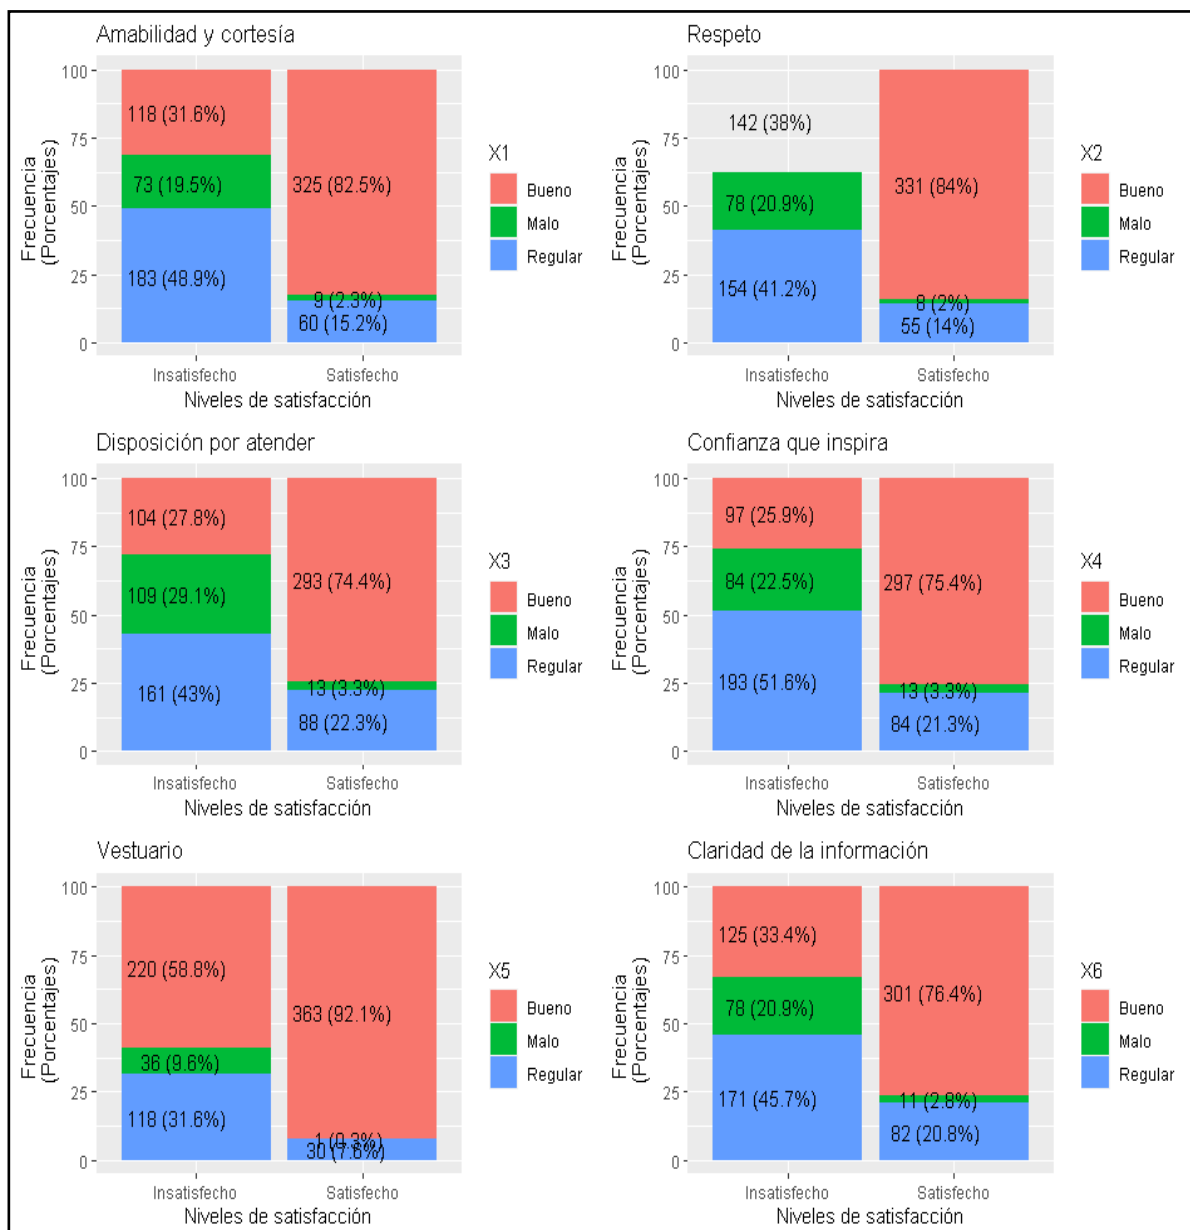 Amabilidad y cortesía
Frecuencia
(Porcentajes)
100
75
50
25
0
118 (31.6%)
73 (19.5%)
183 (48.9%)
325 (82.5%)
9 (2.3%)
60 (15.2%)
Insatisfecho
Satisfecho
Niveles de satisfacción
X1
Bueno
Malo
Regular
Respeto
Frecuencia
(Porcentajes)
100
75
50
25
0
142 (38%)
78 (20.9%)
154 (41.2%)
331 (84%)
8 (2%)
55 (14%)
Insatisfecho
Satisfecho
Niveles de satisfacción
X2
Bueno
Malo
Regular
Disposición por atender
Frecuencia
(Porcentajes)
100
75
50
25
0
104 (27.8%)
109 (29.1%)
161 (43%)
293 (74.4%)
13 (3.3%)
88 (22.3%)
Insatisfecho
Satisfecho
Niveles de satisfacción
X3
Bueno
Malo
Regular
Confianza que inspira
Frecuencia
(Porcentajes)
100
75
50
25
0
97 (25.9%)
84 (22.5%)
193 (51.6%)
297 (75.4%)
13 (3.3%)
84 (21.3%)
Insatisfecho
Satisfecho
Niveles de satisfacción
X4
Bueno
Malo
Regular
Vestuario
Frecuencia
(Porcentajes)
100
75
50
25
0
220 (58.8%)
36 (9.6%)
118 (31.6%)
363 (92.1%)
1 (0.3%)
30 (7.6%)
Insatisfecho
Satisfecho
Niveles de satisfacción
X5
Bueno
Malo
Regular
Claridad de la información
Frecuencia
(Porcentajes)
100
75
50
25
0
125 (33.4%)
78 (20.9%)
171 (45.7%)
301 (76.4%)
11 (2.8%)
82 (20.8%)
Insatisfecho
Satisfecho
Niveles de satisfacción
X6
Bueno
Malo
Regular